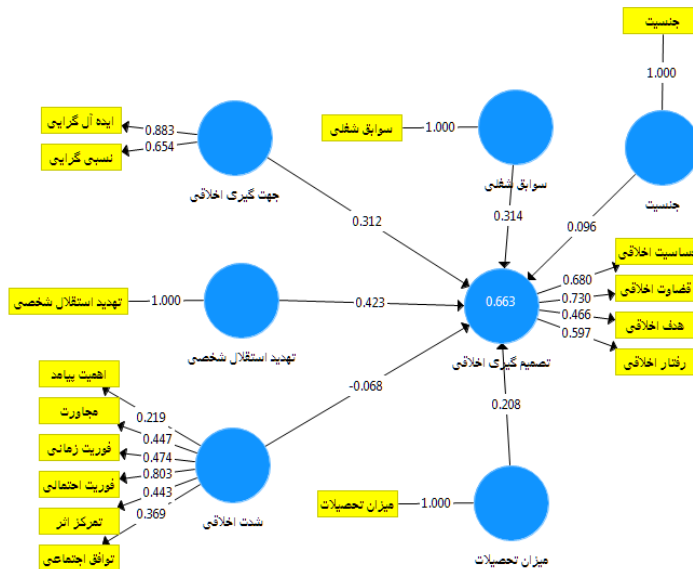 جنسیت
1.000
جنسیت
0.096
سوابق شغلی
1.000
سوابق شغلی
0.314
ایده آل گرایی
0.883
نسبی گرایی
0.654
جهت گیری اخلاقی
0.312
تهدید استقلال شخصی
1.000
تهدید استقلال شخصی
0.423
حساسیت اخلاقی
0.680
قضاوت اخلاقی
0.730
هدف اخلاقی
0.466
رفتار اخلاقی
0.597
0.663
تصمیم گیری اخلاقی
اهمیت پیامد
0.219
مجاورت
0.447
فوریت زمانی
0.474
فوریت احتمالی
0.803
تمرکز اثر
0.443
توافق اجتماعی
0.369
شدت اخلاقی
-0.068
میزان تحصیلات
1.000
میزان تحصیلات
0.208